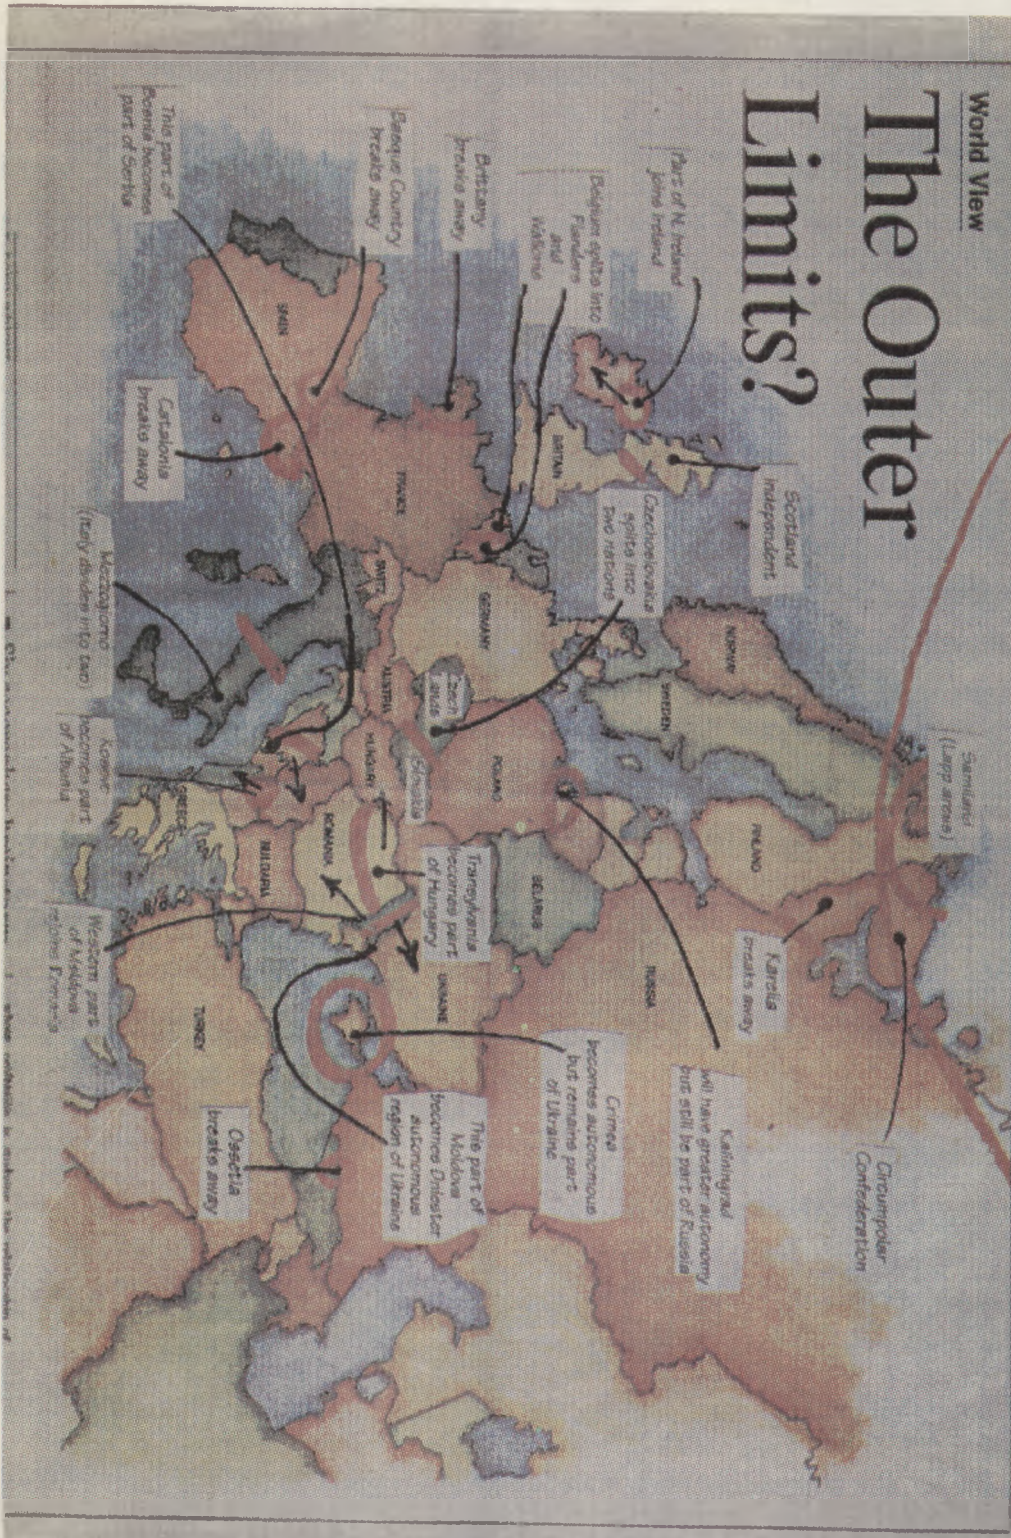 World View
The Outer
Limits?
Part of N. Ireland
joins Ireland
Belgium splits into
Flanders
and
Wallonia
Brittany
breaks away
Basque Country
breaks away
This part of
Bosnia becomes
part of Serbia
Scotland
independent
Czechoslovakia
splits into
two nations
Catalonia
breaks away
Mezzogiorno
(Italy divides into two)
Kosovo
becomes part
of Albania
Samiland
(Lapp areas)
Karelia
breaks away
Circumpolar
Confederation
Kaliningrad
will have greater autonomy
but still be part of Russia
Crimea
becomes autonomous
but remains part
of Ukraine
This part of
Moldova
becomes Dniester
autonomous
region of Ukraine
Transylvania
becomes part
of Hungary
Western part
of Moldova
rejoins Romania
Ossetia
breaks away
NORWAY
SWEDEN
FINLAND
RUSSIA
BRITAIN
BELARUS
GERMANY
POLAND
UKRAINE
Czech
Lands
Slovakia
FRANCE
SWITZ
AUSTRIA
HUNGARY
ROMANIA
SPAIN
BULGARIA
GREECE
TURKEY